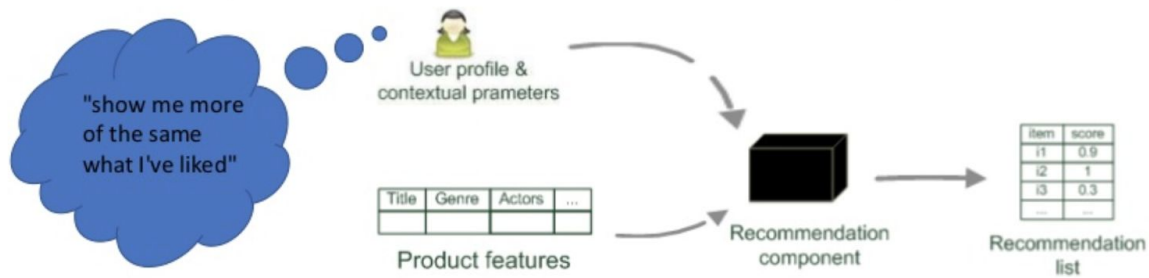 "show me more
of the same
what I've liked"
User profile &
contextual prameters
Title Genre Actors ...
Product features
Recommendation
component
item score
i1 0.9
i2 1
i3 0.3
... ...
Recommendation
list